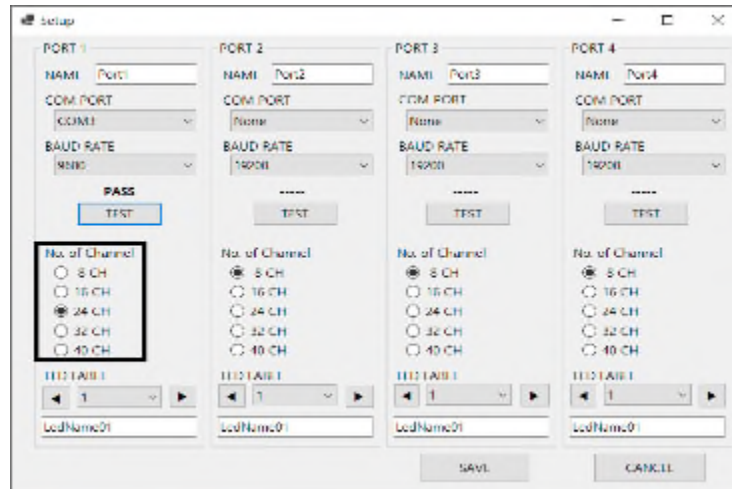 Setup
PORT 1
NAME Port1
COM PORT
COM3
BAUD RATE
9600
PASS
TEST
No. of Channel
8 CH
16 CH
24 CH
32 CH
40 CH
LED LABEL
1
LedName01
PORT 2
NAME Port2
COM PORT
None
BAUD RATE
19200
-----
TEST
No. of Channel
8 CH
16 CH
24 CH
32 CH
40 CH
LED LABEL
1
LedName01
PORT 3
NAME Port3
COM PORT
None
BAUD RATE
19200
-----
TEST
No. of Channel
8 CH
16 CH
24 CH
32 CH
40 CH
LED LABEL
1
LedName01
PORT 4
NAME Port4
COM PORT
None
BAUD RATE
19200
-----
TEST
No. of Channel
8 CH
16 CH
24 CH
32 CH
40 CH
LED LABEL
1
LedName01
SAVE
CANCEL